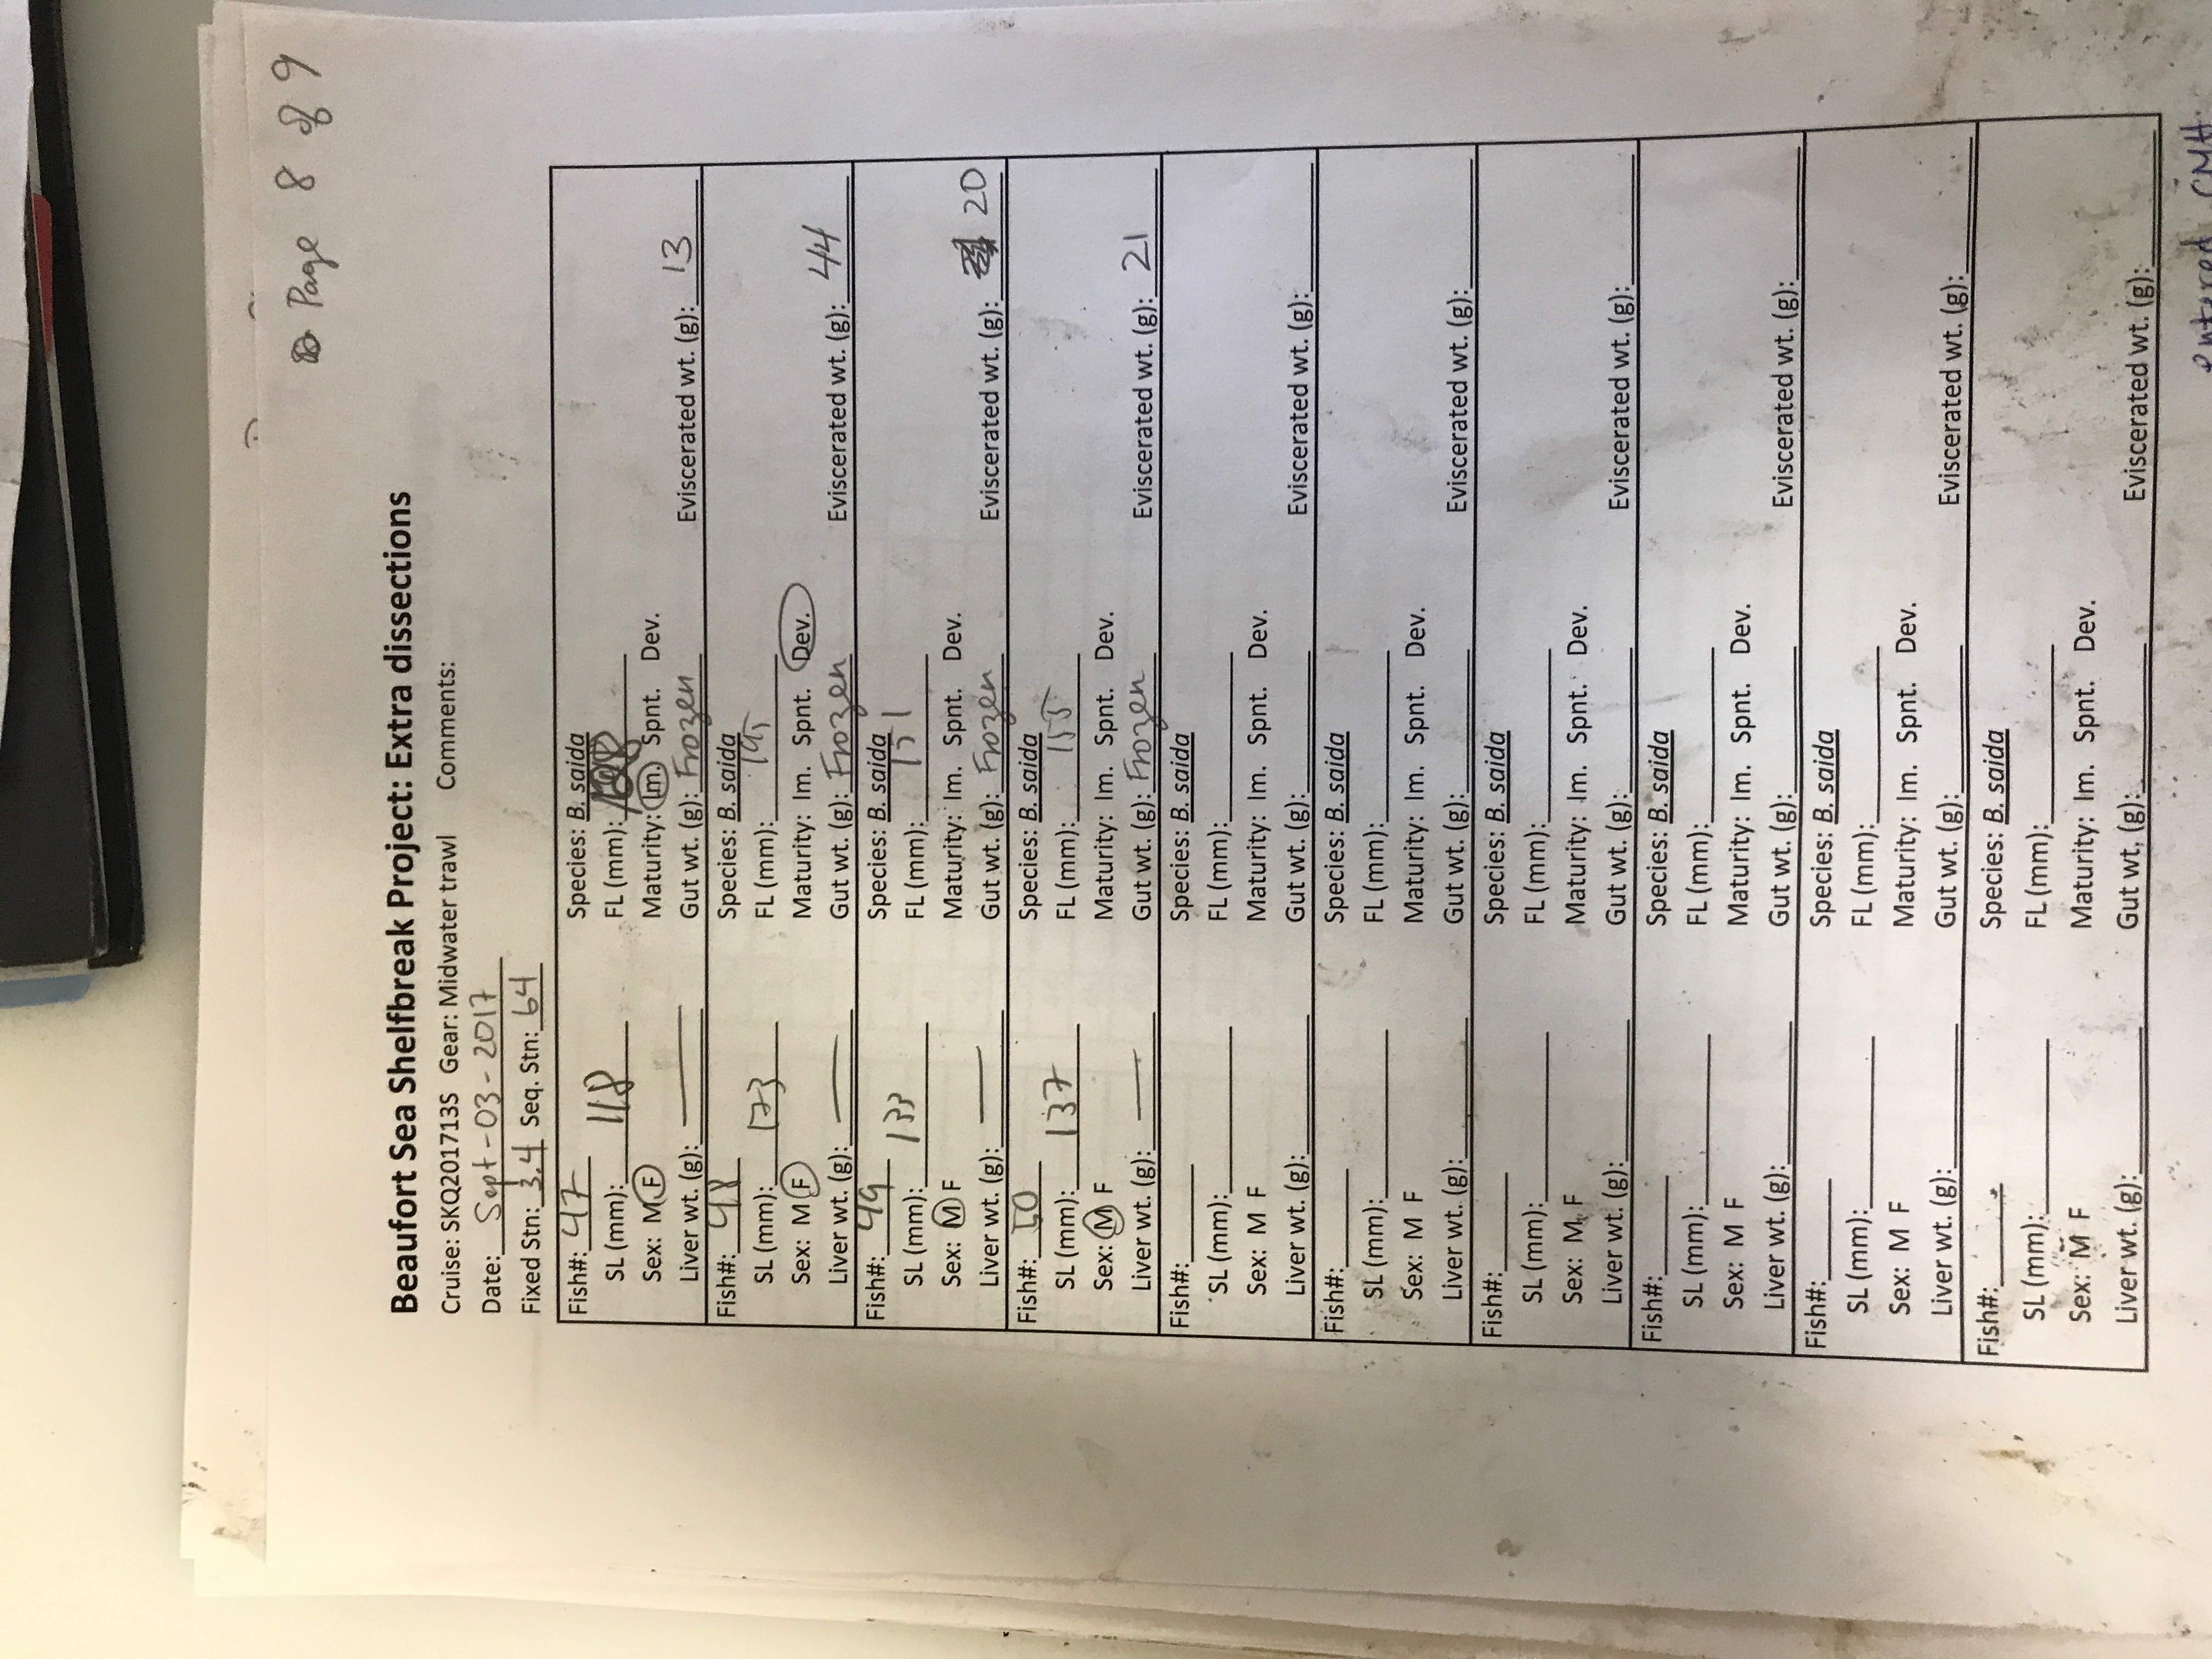 Page 8 of 9
Beaufort Sea Shelfbreak Project: Extra dissections
Cruise: SKQ201713S Gear: Midwater trawl Comments:
Date: Sept-03-2017
Fixed Stn: 3.4 Seq. Stn: 64
Fish#: 47 Species: B. saida
SL (mm): 118 FL (mm):
Sex: M F Maturity: Im. Spnt. Dev.
Liver wt. (g): — Gut wt. (g): Frozen Eviscerated wt. (g): 13
Fish#: 48 Species: B. saida
SL (mm): 173 FL (mm): 195
Sex: M F Maturity: Im. Spnt. Dev.
Liver wt. (g): — Gut wt. (g): Frozen Eviscerated wt. (g): 44
Fish#: 49 Species: B. saida
SL (mm): 133 FL (mm): 151
Sex: M F Maturity: Im. Spnt. Dev.
Liver wt. (g): — Gut wt. (g): Frozen Eviscerated wt. (g): 20
Fish#: 50 Species: B. saida
SL (mm): 137 FL (mm): 155
Sex: M F Maturity: Im. Spnt. Dev.
Liver wt. (g): — Gut wt. (g): Frozen Eviscerated wt. (g): 21
Fish#: Species: B. saida
SL (mm): FL (mm):
Sex: M F Maturity: Im. Spnt. Dev.
Liver wt. (g): Gut wt. (g): Eviscerated wt. (g):
Fish#: Species: B. saida
SL (mm): FL (mm):
Sex: M F Maturity: Im. Spnt. Dev.
Liver wt. (g): Gut wt. (g): Eviscerated wt. (g):
Fish#: Species: B. saida
SL (mm): FL (mm):
Sex: M F Maturity: Im. Spnt. Dev.
Liver wt. (g): Gut wt. (g): Eviscerated wt. (g):
Fish#: Species: B. saida
SL (mm): FL (mm):
Sex: M F Maturity: Im. Spnt. Dev.
Liver wt. (g): Gut wt. (g): Eviscerated wt. (g):
Fish#: Species: B. saida
SL (mm): FL (mm):
Sex: M F Maturity: Im. Spnt. Dev.
Liver wt. (g): Gut wt. (g): Eviscerated wt. (g):
Fish#: Species: B. saida
SL (mm): FL (mm):
Sex: M F Maturity: Im. Spnt. Dev.
Liver wt. (g): Gut wt. (g): Eviscerated wt. (g):
entered CMH